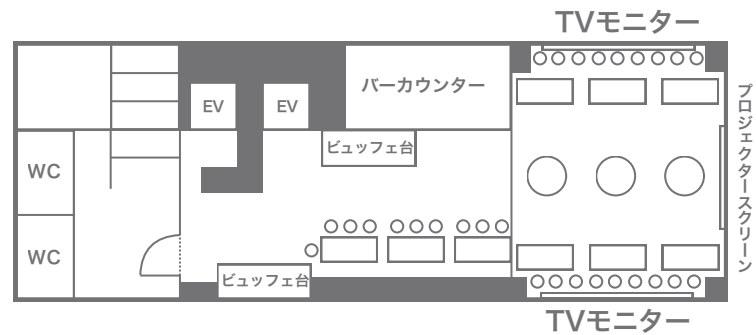 TVモニター
EV
EV
バーカウンター
プロジェクタースクリーン
ビュッフェ台
WC
WC
ビュッフェ台
TVモニター